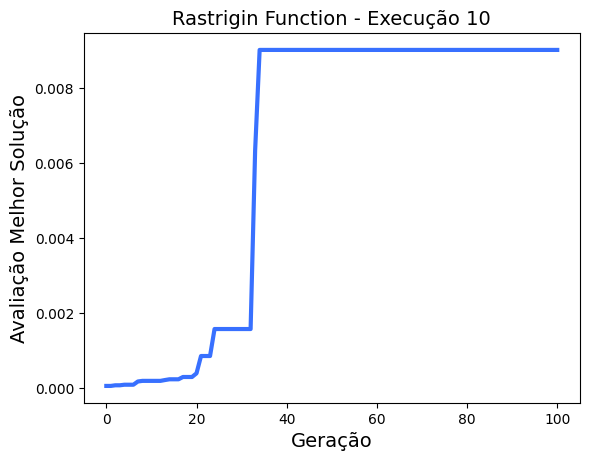 Rastrigin Function - Execução 10
Avaliação Melhor Solução
0.008
0.006
0.004
0.002
0.000
0 20 40 60 80 100
Geração